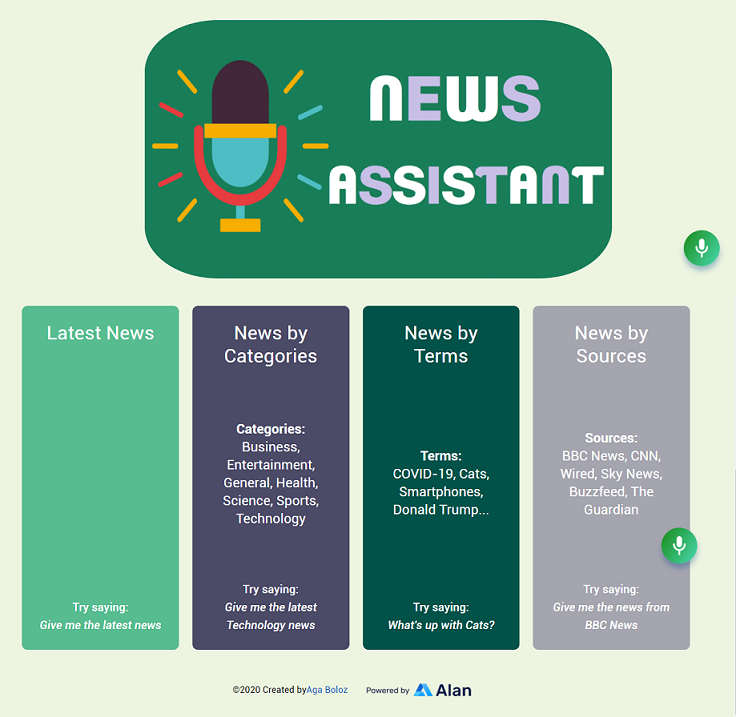 NEWS
ASSISTANT
Latest News
Try saying:
Give me the latest news
News by
Categories
Categories:
Business,
Entertainment,
General, Health,
Science, Sports,
Technology
Try saying:
Give me the latest
Technology news
News by
Terms
Terms:
COVID-19, Cats,
Smartphones,
Donald Trump...
Try saying:
What's up with Cats?
News by
Sources
Sources:
BBC News, CNN,
Wired, Sky News,
Buzzfeed, The
Guardian
Try saying:
Give me the news from
BBC News
©2020 Created byAga Boloz Powered by Alan